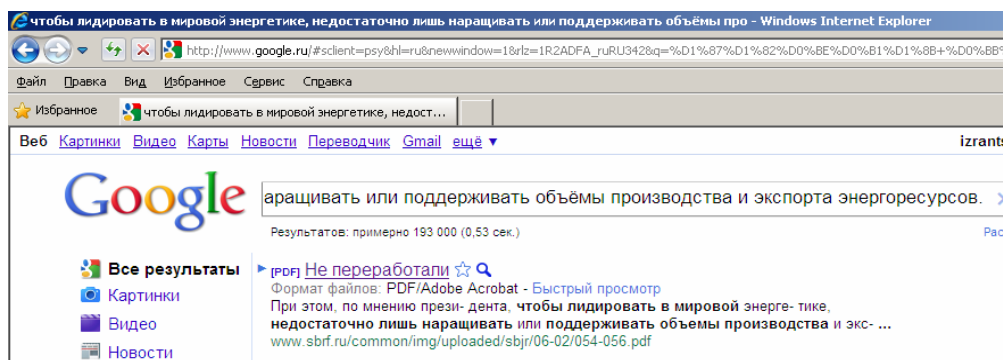 чтобы лидировать в мировой энергетике, недостаточно лишь наращивать или поддерживать объёмы про - Windows Internet Explorer
http://www.google.ru/#sclient=psy&hl=ru&newwindow=1&rlz=1R2ADFA_ruRU342&q=%D1%87%D1%82%D0%BE%D0%B1%D1%8B+%D0%BB%
Файл Правка Вид Избранное Сервис Справка
Избранное чтобы лидировать в мировой энергетике, недост...
Веб Картинки Видео Карты Новости Переводчик Gmail ещё ▼ izrants
Google аращивать или поддерживать объёмы производства и экспорта энергоресурсов.
Результатов: примерно 193 000 (0,53 сек.) Рас
Все результаты
Картинки
Видео
Новости
[PDF] Не переработали
Формат файлов: PDF/Adobe Acrobat - Быстрый просмотр
При этом, по мнению прези- дента, чтобы лидировать в мировой энерге- тике,
недостаточно лишь наращивать или поддерживать объемы производства и экс- ...
www.sbrf.ru/common/img/uploaded/sbjr/06-02/054-056.pdf